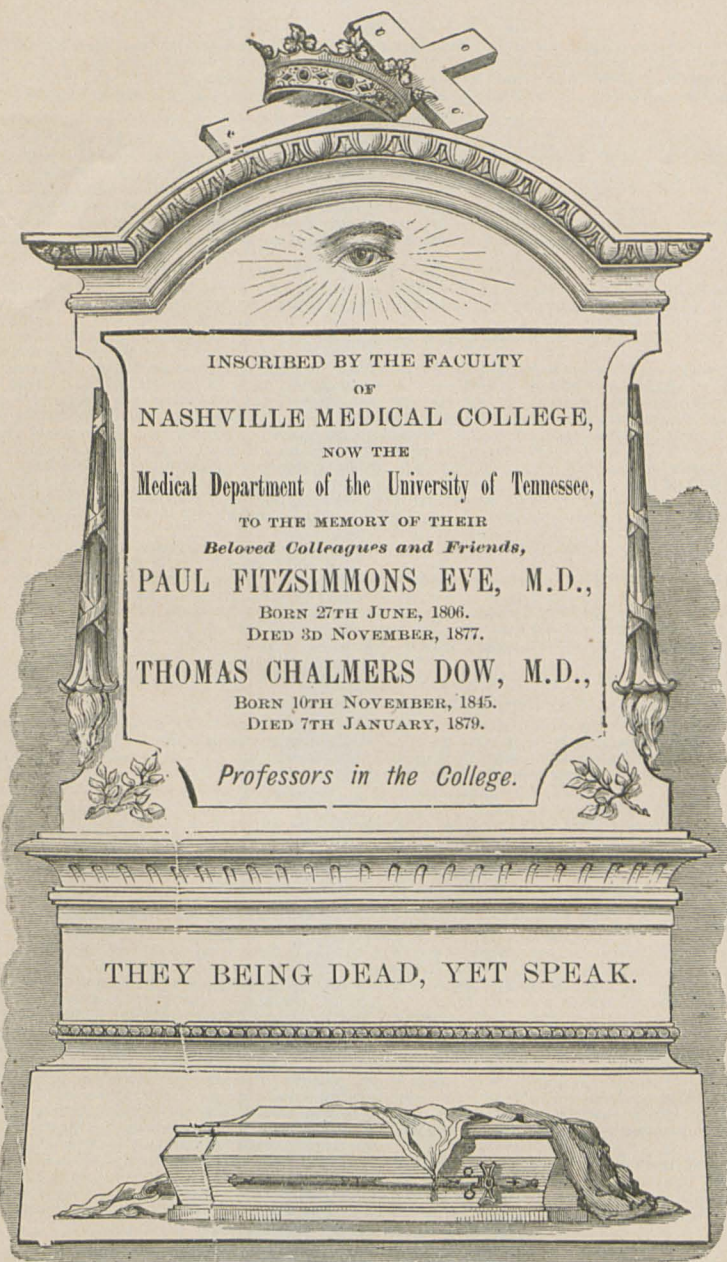 INSCRIBED BY THE FACULTY
OF
NASHVILLE MEDICAL COLLEGE,
NOW THE
Medical Department of the University of Tennessee,
TO THE MEMORY OF THEIR
Beloved Colleagues and Friends,
PAUL FITZSIMMONS EVE, M.D.,
BORN 27TH JUNE, 1806.
DIED 3D NOVEMBER, 1877.
THOMAS CHALMERS DOW, M.D.,
BORN 10TH NOVEMBER, 1845.
DIED 7TH JANUARY, 1879.
Professors in the College.
THEY BEING DEAD, YET SPEAK.